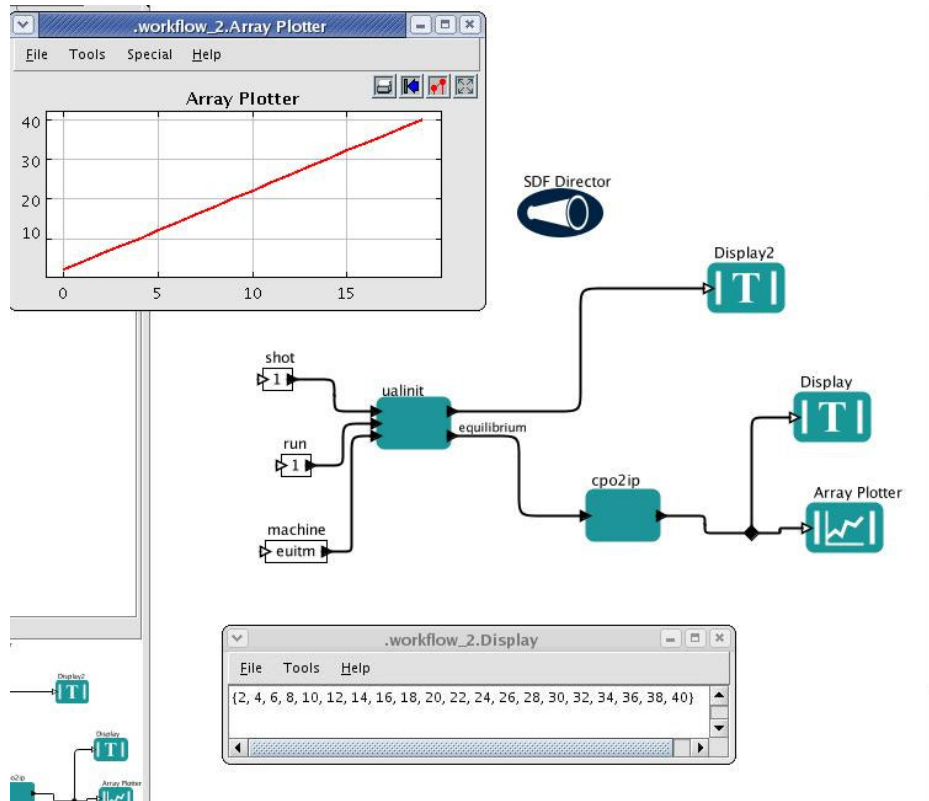 .workflow_2.Array Plotter
File Tools Special Help
Array Plotter
40
30
20
10
0 5 10 15
SDF Director
Display2
T
shot
1
ualinit
Display
T
equilibrium
run
1
cpo2ip
Array Plotter
machine
euitm
.workflow_2.Display
File Tools Help
{2, 4, 6, 8, 10, 12, 14, 16, 18, 20, 22, 24, 26, 28, 30, 32, 34, 36, 38, 40}
Display2
T
Display
T
Array Plotter